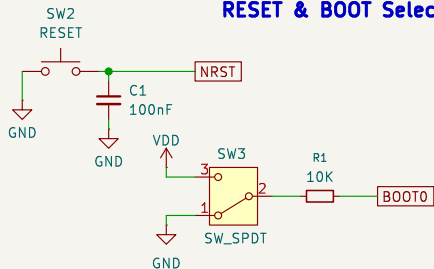 RESET & BOOT Selec
SW2
RESET
NRST
C1
100nF
GND
GND
VDD
SW3
3
2
1
R1
10K
BOOT0
SW_SPDT
GND